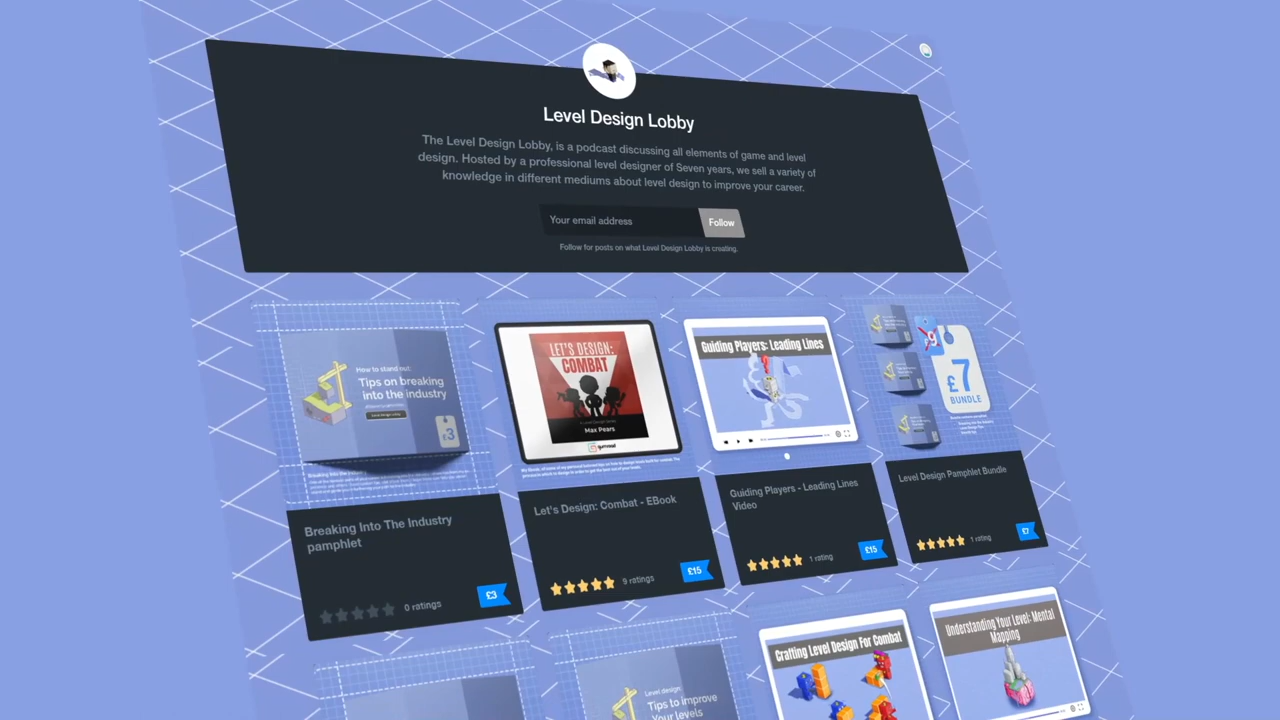 Level Design Lobby
The Level Design Lobby, is a podcast discussing all elements of game and level
design. Hosted by a professional level designer of Seven years, we sell a variety of
knowledge in different mediums about level design to improve your career.
Your email address
Follow
Follow for posts on what Level Design Lobby is creating.
How to stand out:
Tips on breaking
into the industry
£3
LET'S DESIGN:
COMBAT
Max Pears
Guiding Players: Leading Lines
£7
BUNDLE
Breaking Into The Industry
pamphlet
0 ratings
£3
Let's Design: Combat - EBook
9 ratings
£15
Guiding Players - Leading Lines
Video
1 rating
£15
Level Design Pamphlet Bundle
1 rating
£7
Level design:
Tips to improve
Your levels
Crafting Level Design For Combat
Understanding Your Level: Mental
Mapping